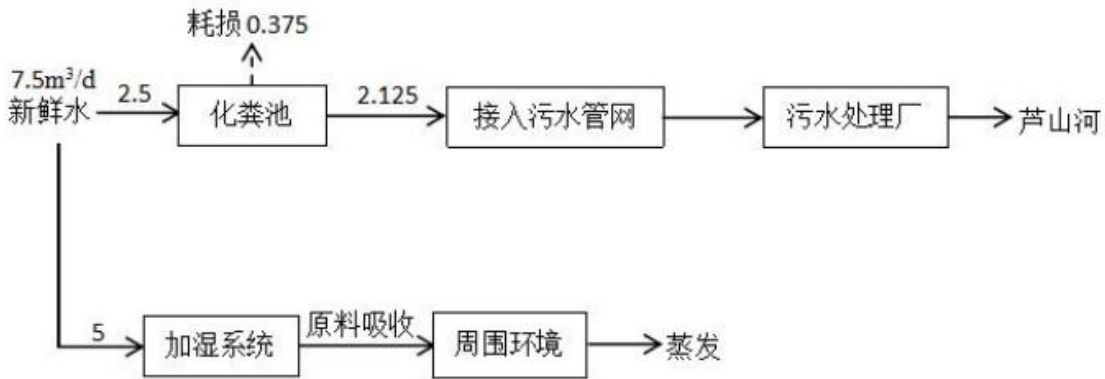 耗损 0.375
7.5m³/d
新鲜水
2.5
化粪池
2.125
接入污水管网
污水处理厂
芦山河
5
加湿系统
原料吸收
周围环境
蒸发